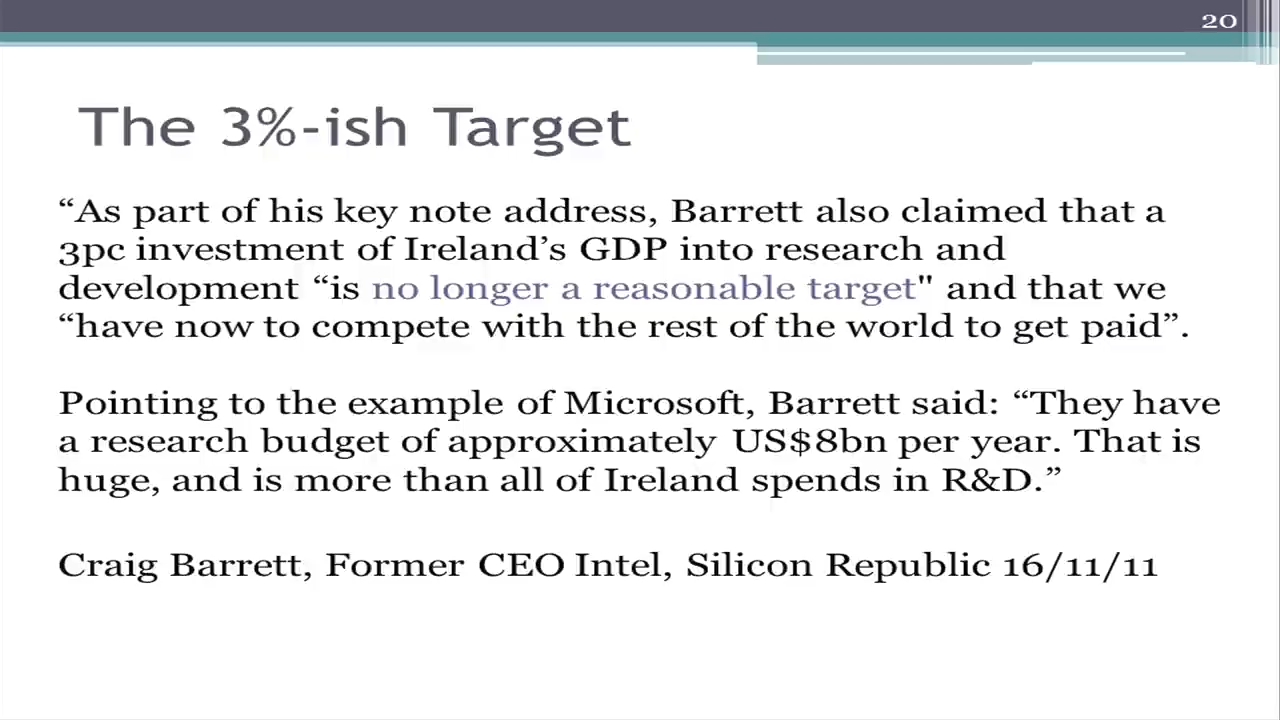 20
The 3%-ish Target
“As part of his key note address, Barrett also claimed that a
3pc investment of Ireland’s GDP into research and
development “is no longer a reasonable target" and that we
“have now to compete with the rest of the world to get paid”.
Pointing to the example of Microsoft, Barrett said: “They have
a research budget of approximately US$8bn per year. That is
huge, and is more than all of Ireland spends in R&D.”
Craig Barrett, Former CEO Intel, Silicon Republic 16/11/11